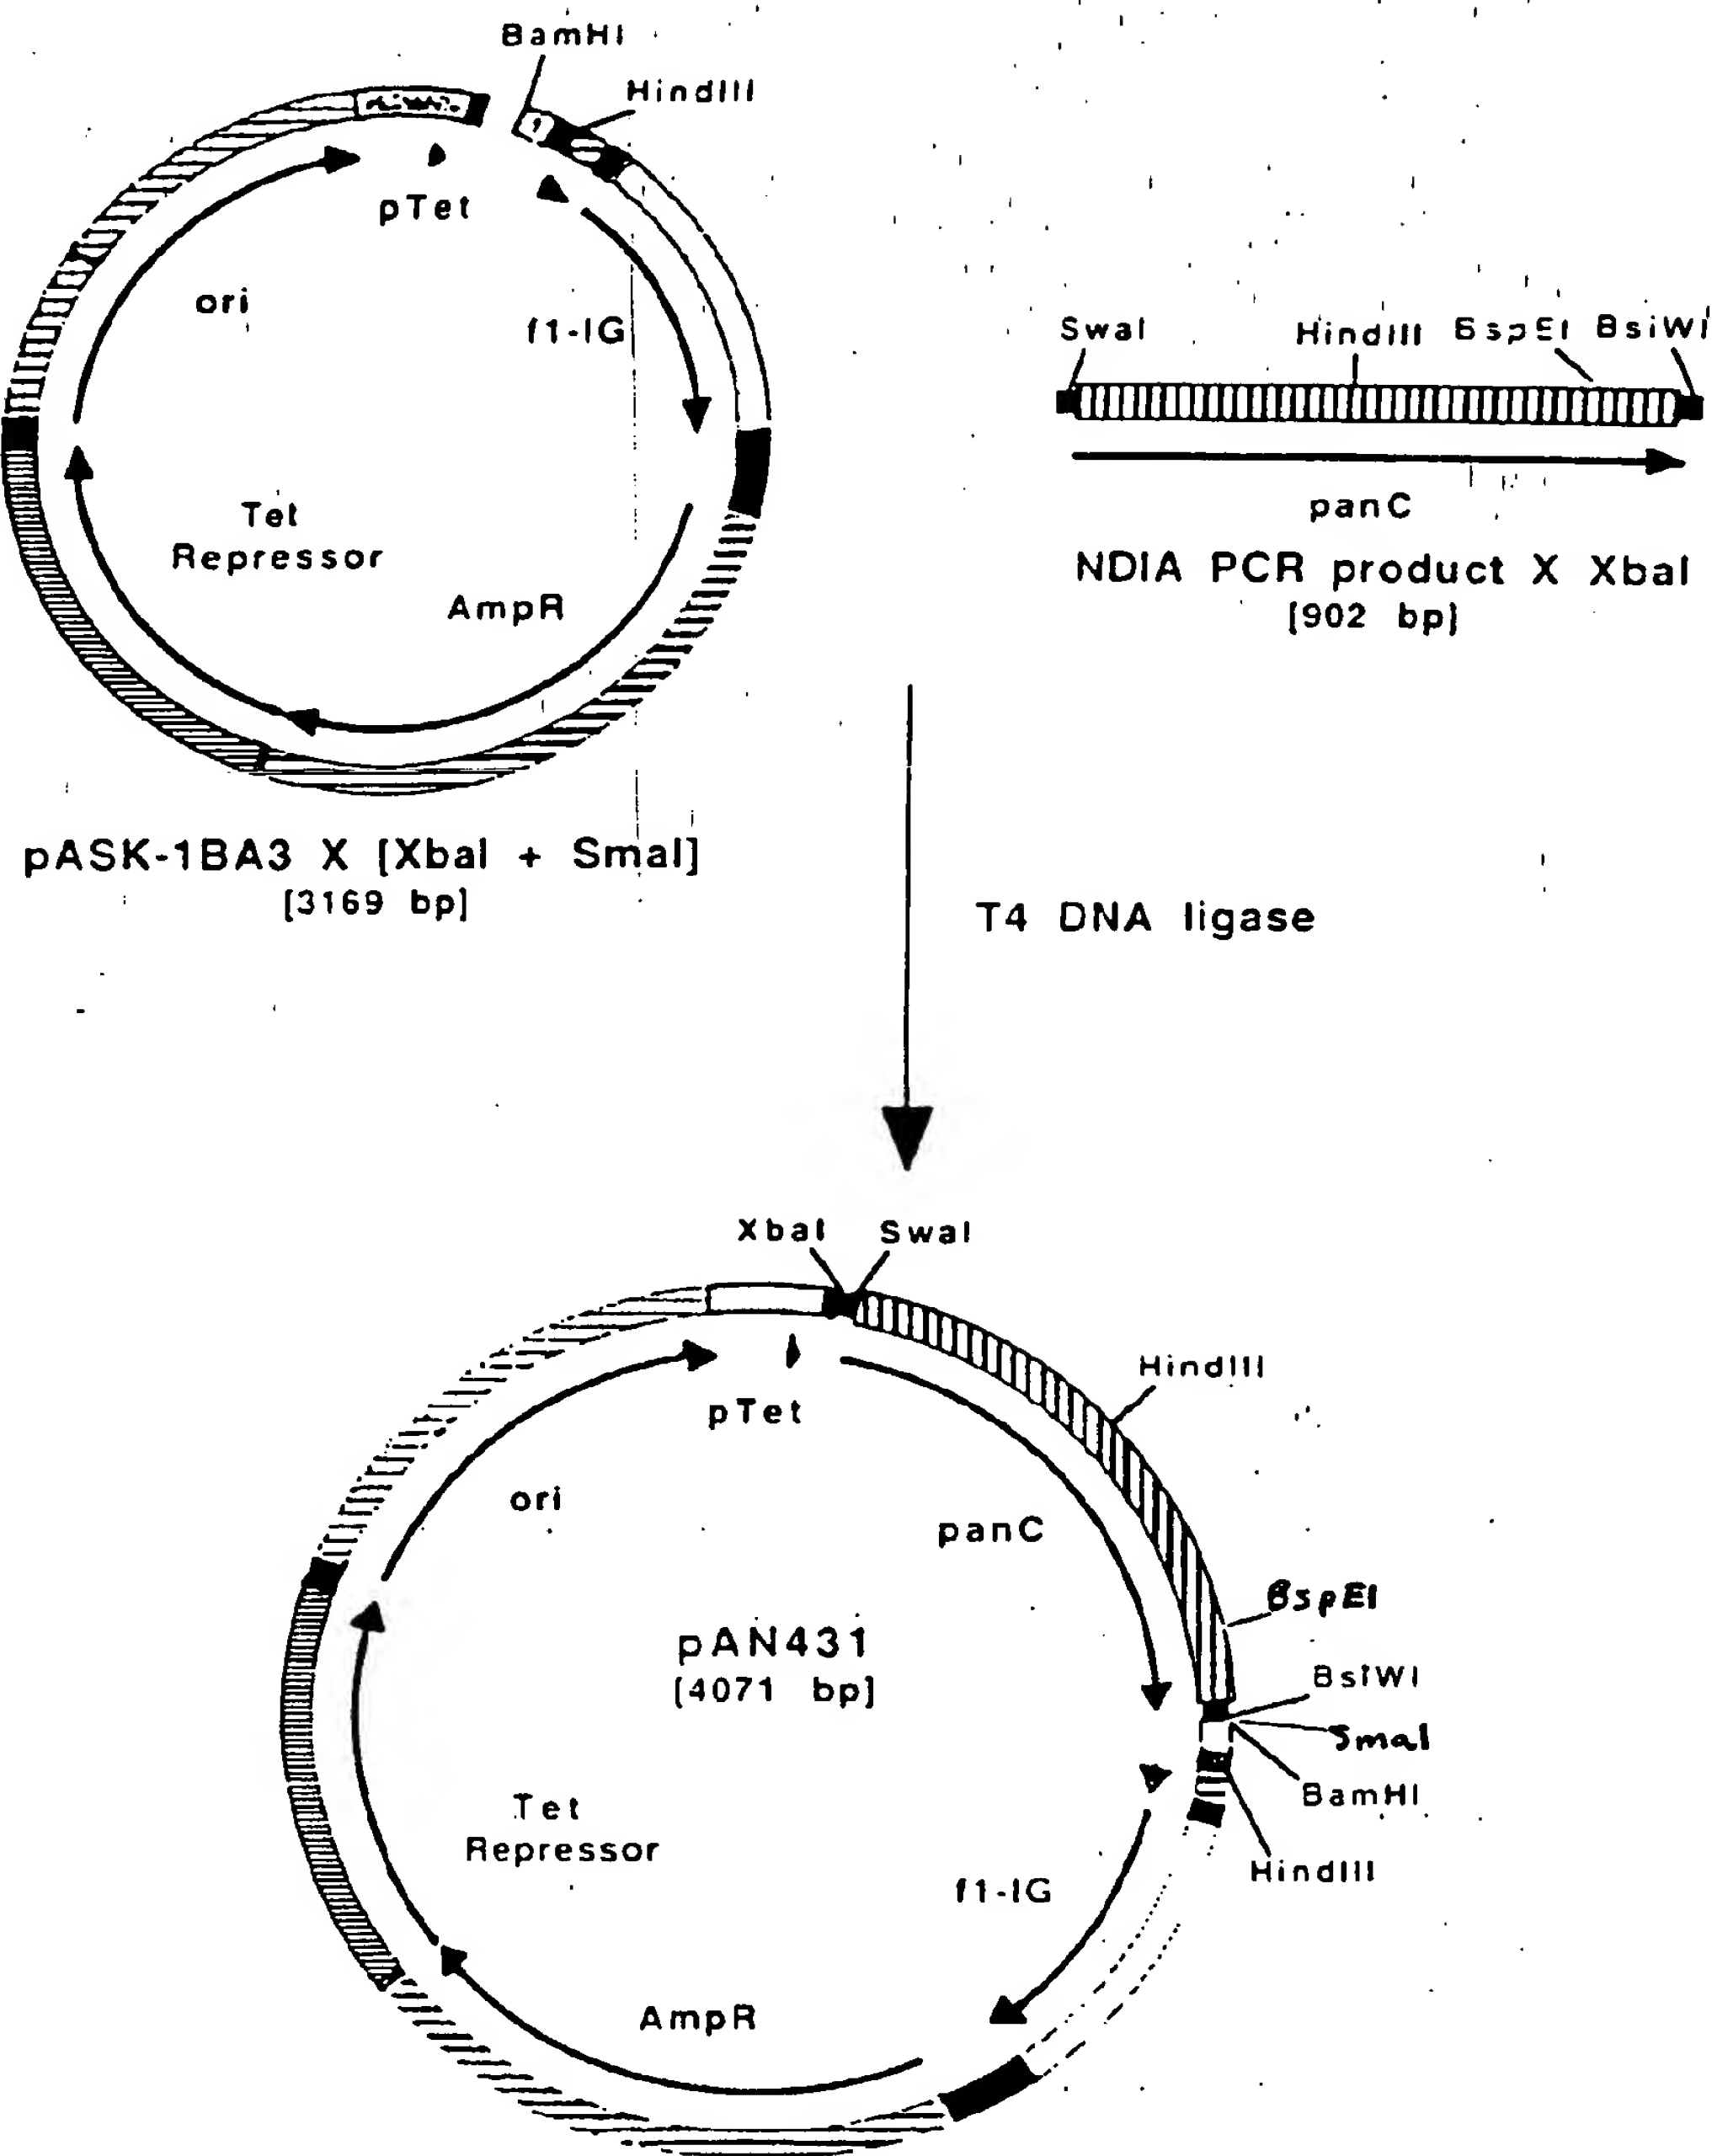 BamHI
HindIII
pTet
ori
f1-IG
Tet
Repressor
AmpR
pASK-1BA3 X [XbaI + SmaI]
[3169 bp]
SwaI
HindIII
BspEI
BsiWI
panC
NDIA PCR product X XbaI
[902 bp]
T4 DNA ligase
XbaI
SwaI
HindIII
pTet
ori
panC
BspEI
pAN431
[4071 bp]
BsiWI
SmaI
BamHI
HindIII
Tet
Repressor
f1-IG
AmpR